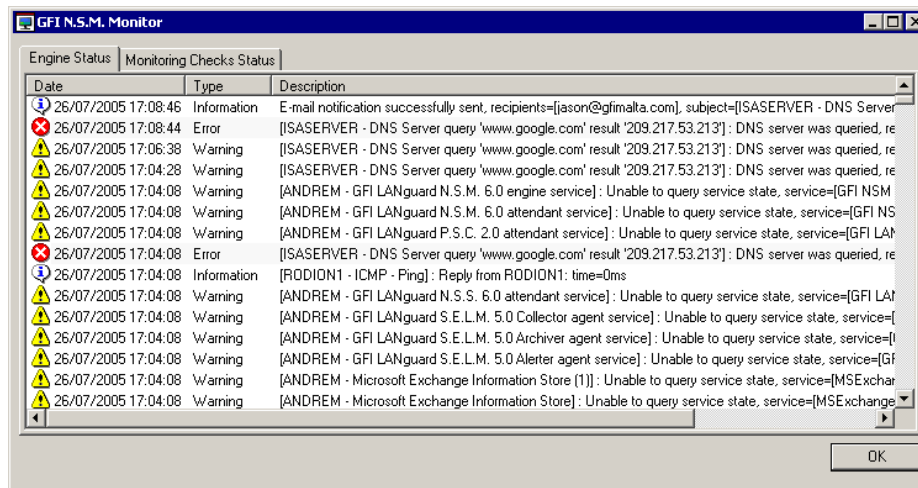 GFI N.S.M. Monitor
Engine Status Monitoring Checks Status
Date Type Description
26/07/2005 17:08:46 Information E-mail notification successfully sent, recipients=[jason@gfimalta.com], subject=[ISASERVER - DNS Server
26/07/2005 17:08:44 Error [ISASERVER - DNS Server query 'www.google.com' result '209.217.53.213'] : DNS server was queried, re
26/07/2005 17:06:38 Warning [ISASERVER - DNS Server query 'www.google.com' result '209.217.53.213'] : DNS server was queried, re
26/07/2005 17:04:28 Warning [ISASERVER - DNS Server query 'www.google.com' result '209.217.53.213'] : DNS server was queried, re
26/07/2005 17:04:08 Warning [ANDREM - GFI LANguard N.S.M. 6.0 engine service] : Unable to query service state, service=[GFI NSM
26/07/2005 17:04:08 Warning [ANDREM - GFI LANguard N.S.M. 6.0 attendant service] : Unable to query service state, service=[GFI NS
26/07/2005 17:04:08 Warning [ANDREM - GFI LANguard P.S.C. 2.0 attendant service] : Unable to query service state, service=[GFI LAN
26/07/2005 17:04:08 Error [ISASERVER - DNS Server query 'www.google.com' result '209.217.53.213'] : DNS server was queried, re
26/07/2005 17:04:08 Information [RODION1 - ICMP - Ping] : Reply from RODION1: time=0ms
26/07/2005 17:04:08 Warning [ANDREM - GFI LANguard N.S.S. 6.0 attendant service] : Unable to query service state, service=[GFI LAN
26/07/2005 17:04:08 Warning [ANDREM - GFI LANguard S.E.L.M. 5.0 Collector agent service] : Unable to query service state, service=[
26/07/2005 17:04:08 Warning [ANDREM - GFI LANguard S.E.L.M. 5.0 Archiver agent service] : Unable to query service state, service=[
26/07/2005 17:04:08 Warning [ANDREM - GFI LANguard S.E.L.M. 5.0 Alerter agent service] : Unable to query service state, service=[GF
26/07/2005 17:04:08 Warning [ANDREM - Microsoft Exchange Information Store (1)] : Unable to query service state, service=[MSExchan
26/07/2005 17:04:08 Warning [ANDREM - Microsoft Exchange Information Store] : Unable to query service state, service=[MSExchange
OK